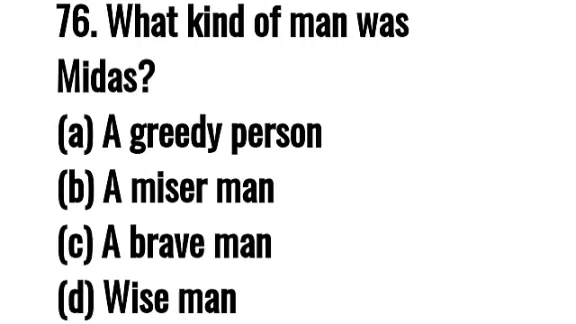 76. What kind of man was
Midas?
(a) A greedy person
(b) A miser man
(c) A brave man
(d) Wise man